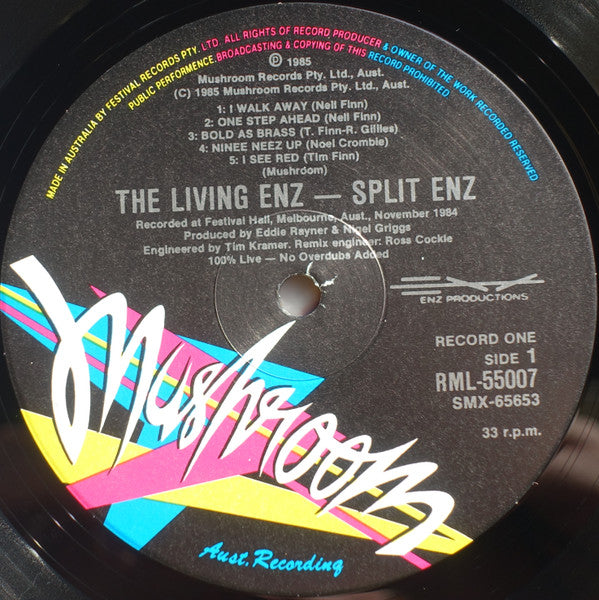 MADE IN AUSTRALIA BY FESTIVAL RECORDS PTY. LTD. ALL RIGHTS OF RECORD PRODUCER & OWNER OF THE WORK RECORDED RESERVED
PUBLIC PERFORMENCE BROADCASTING & COPYING OF THIS RECORD PROHIBITED
Ⓟ 1985
Mushroom Records Pty. Ltd., Aust.
(C) 1985 Mushroom Records Pty. Ltd., Aust.
1: I WALK AWAY (Neil Finn)
2: ONE STEP AHEAD (Neil Finn)
3: BOLD AS BRASS (T. Finn-R. Gillies)
4: NINEE NEEZ UP (Noel Crombie)
5: I SEE RED (Tim Finn)
(Mushrdom)
THE LIVING ENZ — SPLIT ENZ
Recorded at Festival Hall, Melbourne, Aust., November 1984
Produced by Eddie Rayner & Nigel Griggs
Engineered by Tim Kramer. Remix engineer: Ross Cockle
100% Live — No Overdubs Added
ENZ PRODUCTIONS
RECORD ONE
SIDE 1
RML-55007
SMX-65653
33 r.p.m.
Mushroom
Aust. Recording